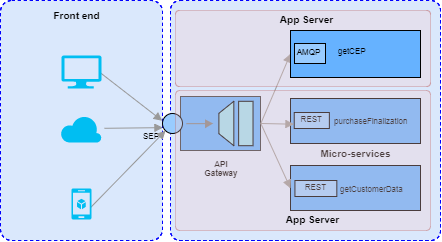 Front end
App Server
AMQP
getCEP
SEP
API
Gateway
REST
purchaseFinalization
Micro-services
REST
getCustomerData
App Server